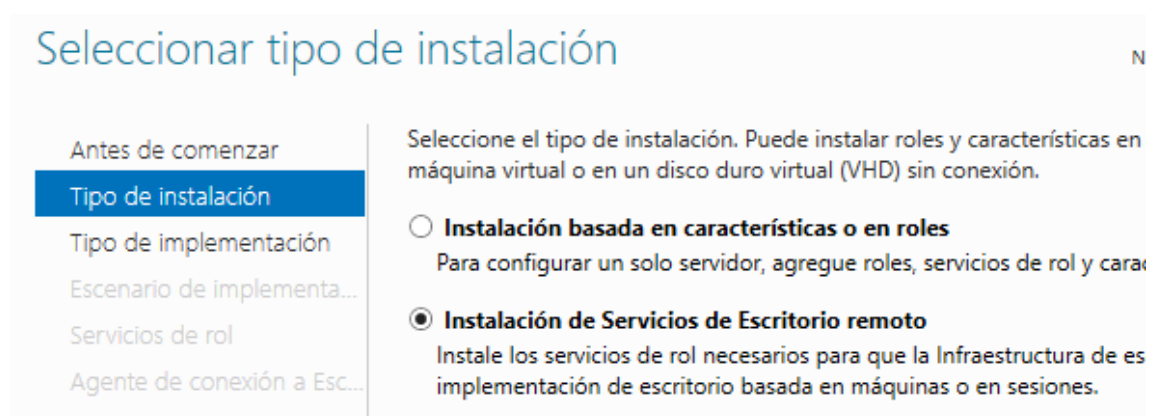 Seleccionar tipo de instalación
N
Antes de comenzar
Tipo de instalación
Tipo de implementación
Escenario de implementa...
Servicios de rol
Agente de conexión a Esc...
Seleccione el tipo de instalación. Puede instalar roles y características en
máquina virtual o en un disco duro virtual (VHD) sin conexión.
Instalación basada en características o en roles
Para configurar un solo servidor, agregue roles, servicios de rol y carac
Instalación de Servicios de Escritorio remoto
Instale los servicios de rol necesarios para que la Infraestructura de es
implementación de escritorio basada en máquinas o en sesiones.